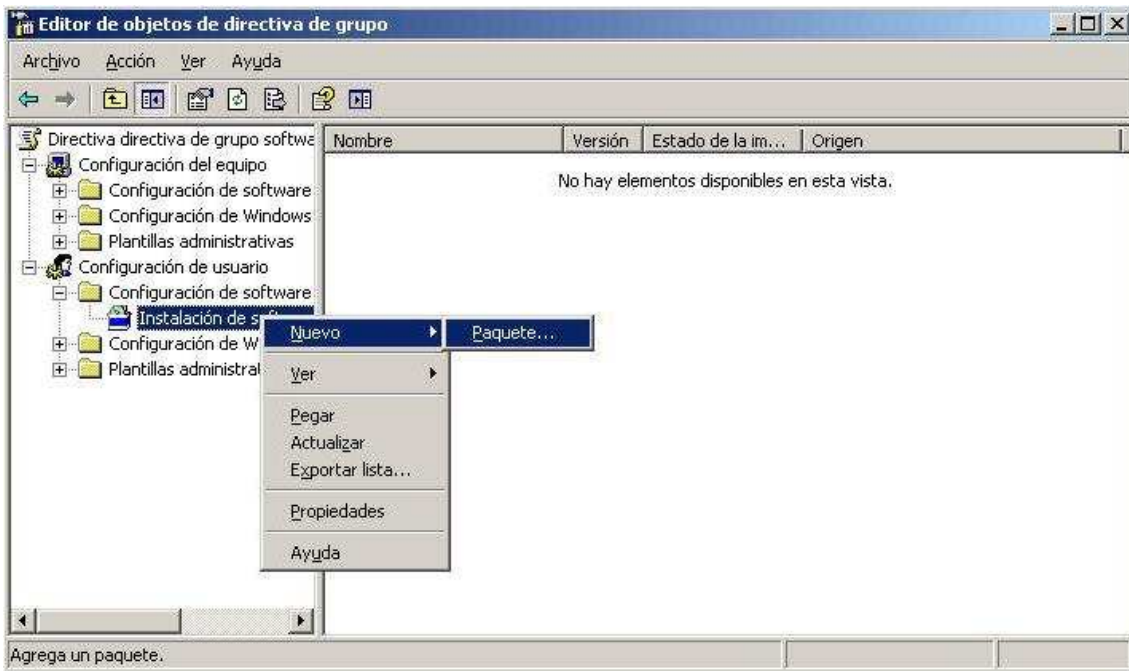 Editor de objetos de directiva de grupo
Archivo Acción Ver Ayuda
Directiva directiva de grupo softwa
Configuración del equipo
Configuración de software
Configuración de Windows
Plantillas administrativas
Configuración de usuario
Configuración de software
Instalación de s
Configuración de W
Plantillas administra
Nombre Versión Estado de la im... Origen
No hay elementos disponibles en esta vista.
Nuevo
Paquete...
Ver
Pegar
Actualizar
Exportar lista...
Propiedades
Ayuda
Agrega un paquete.